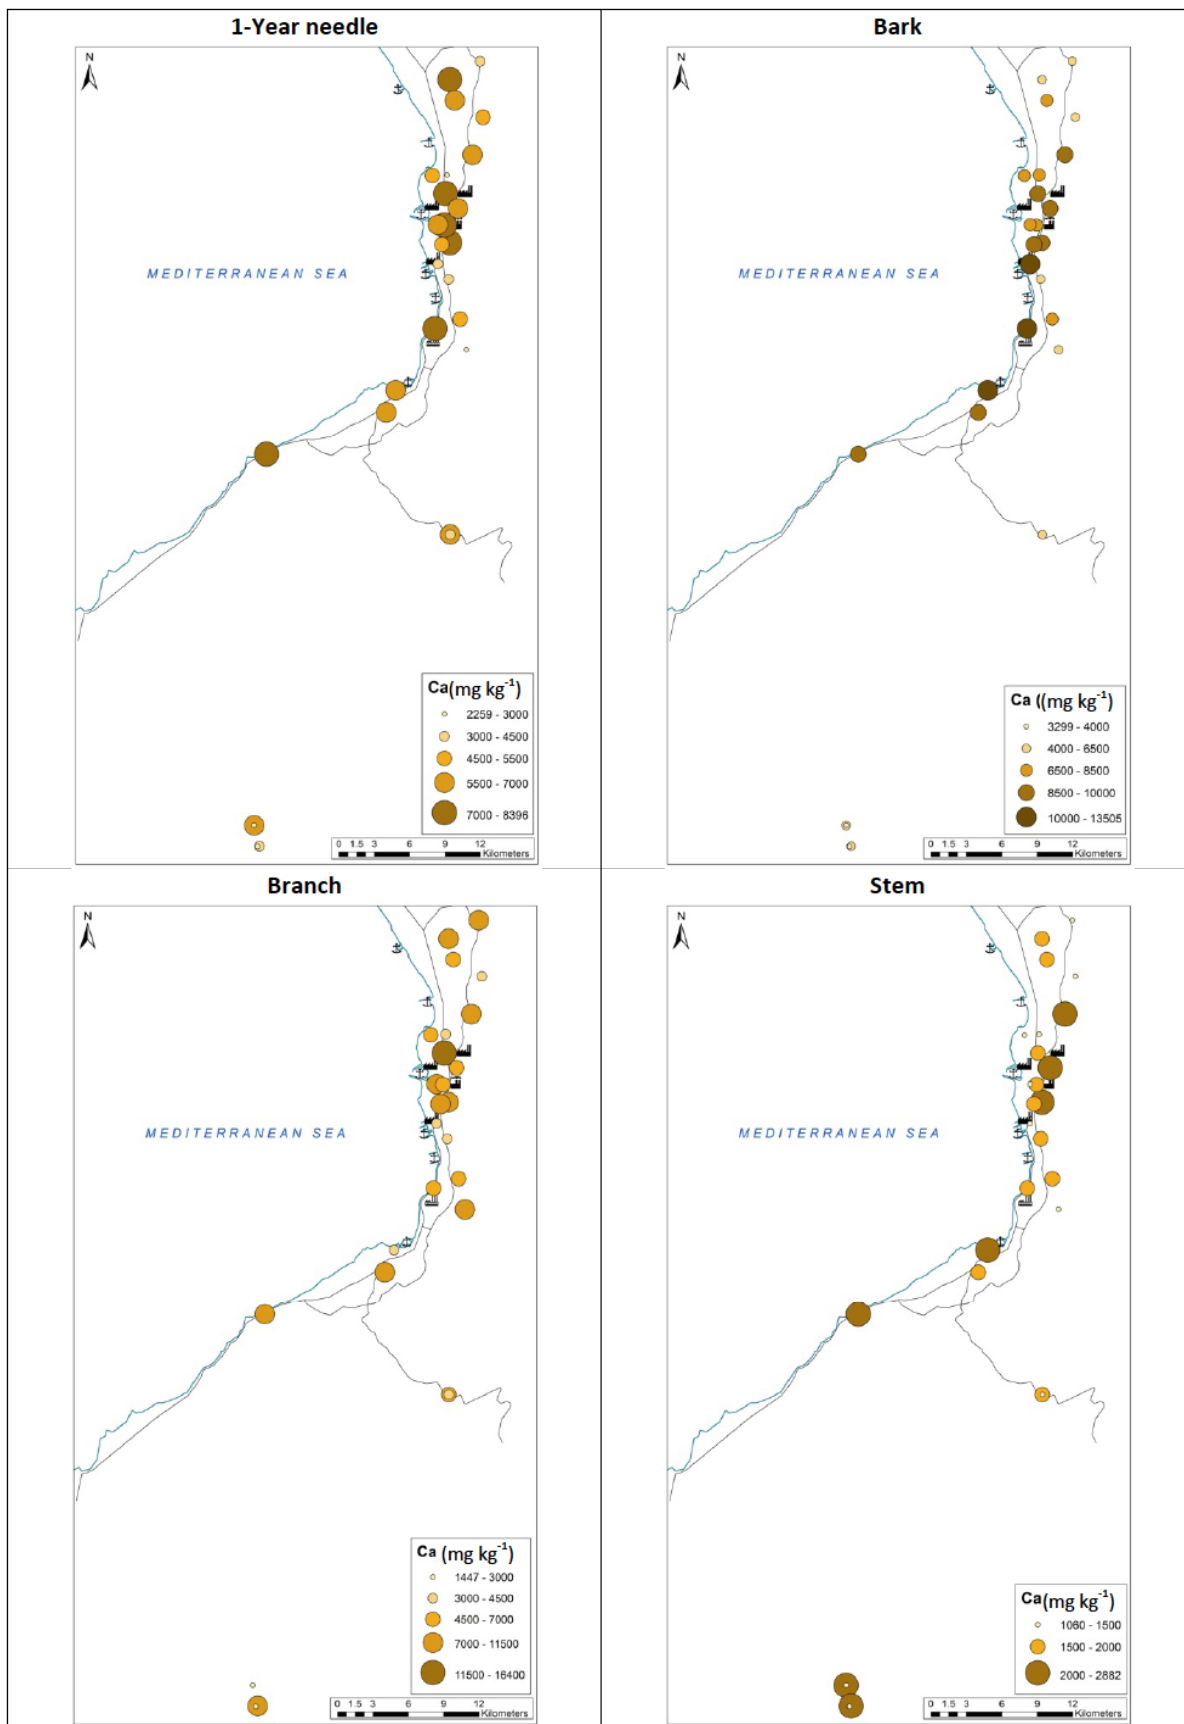 1-Year needle
N
MEDITERRANEAN SEA
Ca(mg kg⁻¹)
2259 - 3000
3000 - 4500
4500 - 5500
5500 - 7000
7000 - 8396
0 1.5 3 6 9 12
Kilometers
Bark
N
MEDITERRANEAN SEA
Ca ((mg kg⁻¹)
3299 - 4000
4000 - 6500
6500 - 8500
8500 - 10000
10000 - 13505
0 1.5 3 6 9 12
Kilometers
Branch
N
MEDITERRANEAN SEA
Ca (mg kg⁻¹)
1447 - 3000
3000 - 4500
4500 - 7000
7000 - 11500
11500 - 16400
0 1.5 3 6 9 12
Kilometers
Stem
N
MEDITERRANEAN SEA
Ca(mg kg⁻¹)
1060 - 1500
1500 - 2000
2000 - 2882
0 1.5 3 6 9 12
Kilometers